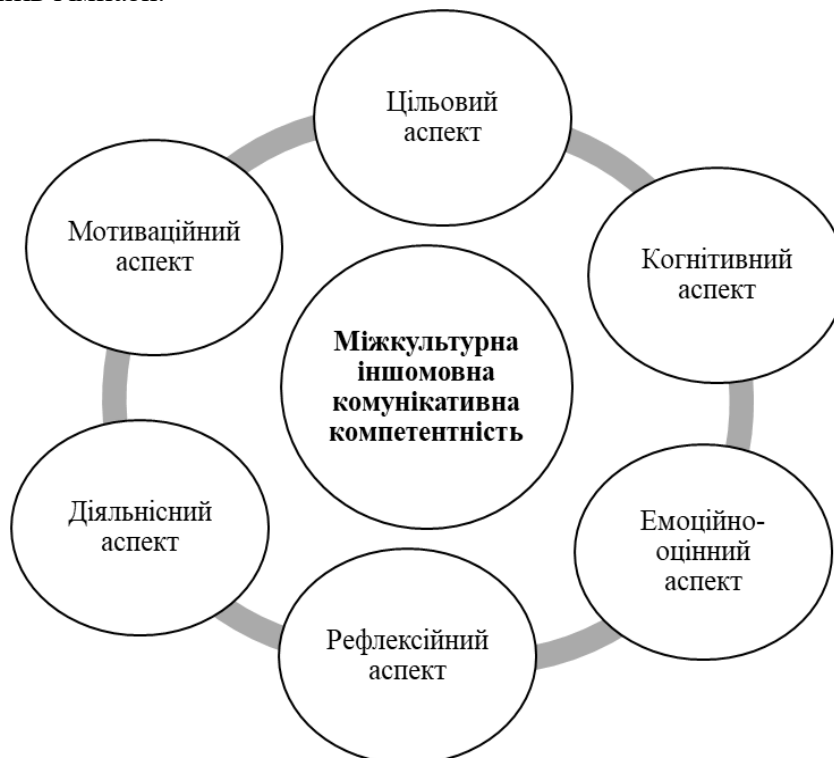 Цільовий
аспект
Мотиваційний
аспект
Когнітивний
аспект
Міжкультурна
іншомовна
комунікативна
компетентність
Діяльнісний
аспект
Емоційно-
оцінний
аспект
Рефлексійний
аспект